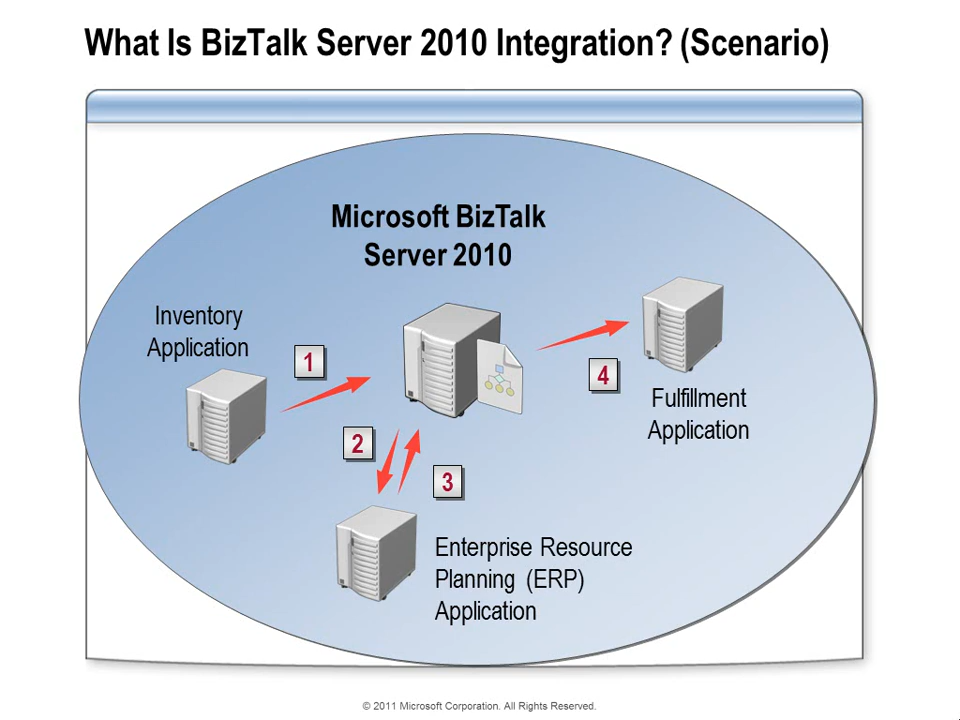 What Is BizTalk Server 2010 Integration? (Scenario)
Microsoft BizTalk
Server 2010
Inventory
Application
1
4
Fulfillment
Application
2
3
Enterprise Resource
Planning (ERP)
Application
© 2011 Microsoft Corporation. All Rights Reserved.